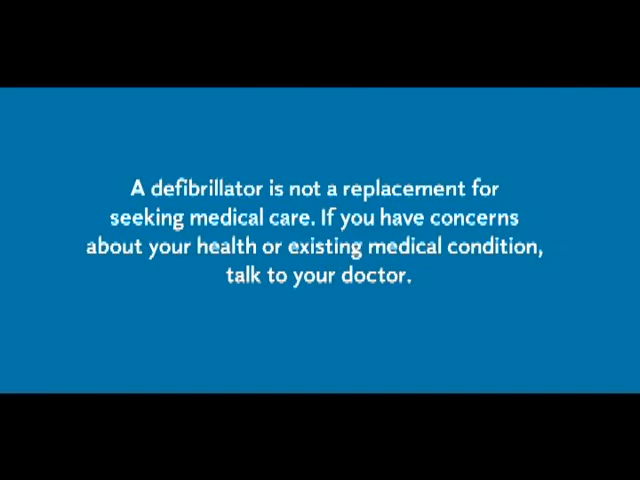 A defibrillator is not a replacement for
seeking medical care. If you have concerns
about your health or existing medical condition,
talk to your doctor.